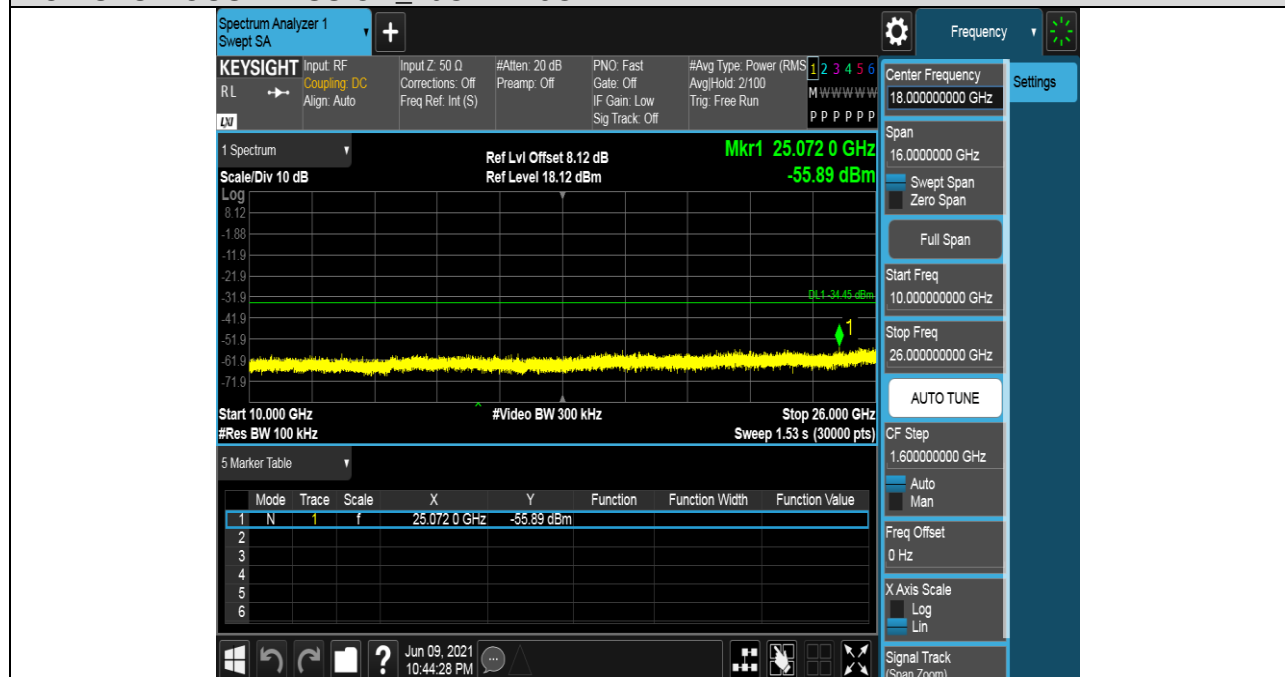 Spectrum Analyzer 1
Swept SA
+
Frequency
KEYSIGHT
RL
LXI
Input: RF
Coupling: DC
Align: Auto
Input Z: 50 Ω
Corrections: Off
Freq Ref: Int (S)
#Atten: 20 dB
Preamp: Off
PNO: Fast
Gate: Off
IF Gain: Low
Sig Track: Off
#Avg Type: Power (RMS
Avg|Hold: 2/100
Trig: Free Run
1 2 3 4 5 6
M W W W W W
P P P P P P
1 Spectrum
Scale/Div 10 dB
Ref Lvl Offset 8.12 dB
Ref Level 18.12 dBm
Mkr1 25.072 0 GHz
-55.89 dBm
Log
8.12
-1.88
-11.9
-21.9
-31.9
-41.9
-51.9
-61.9
-71.9
DL1 -34.45 dBm
1
Start 10.000 GHz
#Video BW 300 kHz
Stop 26.000 GHz
#Res BW 100 kHz
Sweep 1.53 s (30000 pts)
5 Marker Table
Mode Trace Scale X Y Function Function Width Function Value
1 N 1 f 25.072 0 GHz -55.89 dBm
2
3
4
5
6
Jun 09, 2021
10:44:28 PM
Center Frequency
18.000000000 GHz
Settings
Span
16.0000000 GHz
Swept Span
Zero Span
Full Span
Start Freq
10.000000000 GHz
Stop Freq
26.000000000 GHz
AUTO TUNE
CF Step
1.600000000 GHz
Auto
Man
Freq Offset
0 Hz
X Axis Scale
Log
Lin
Signal Track
(Span Zoom)